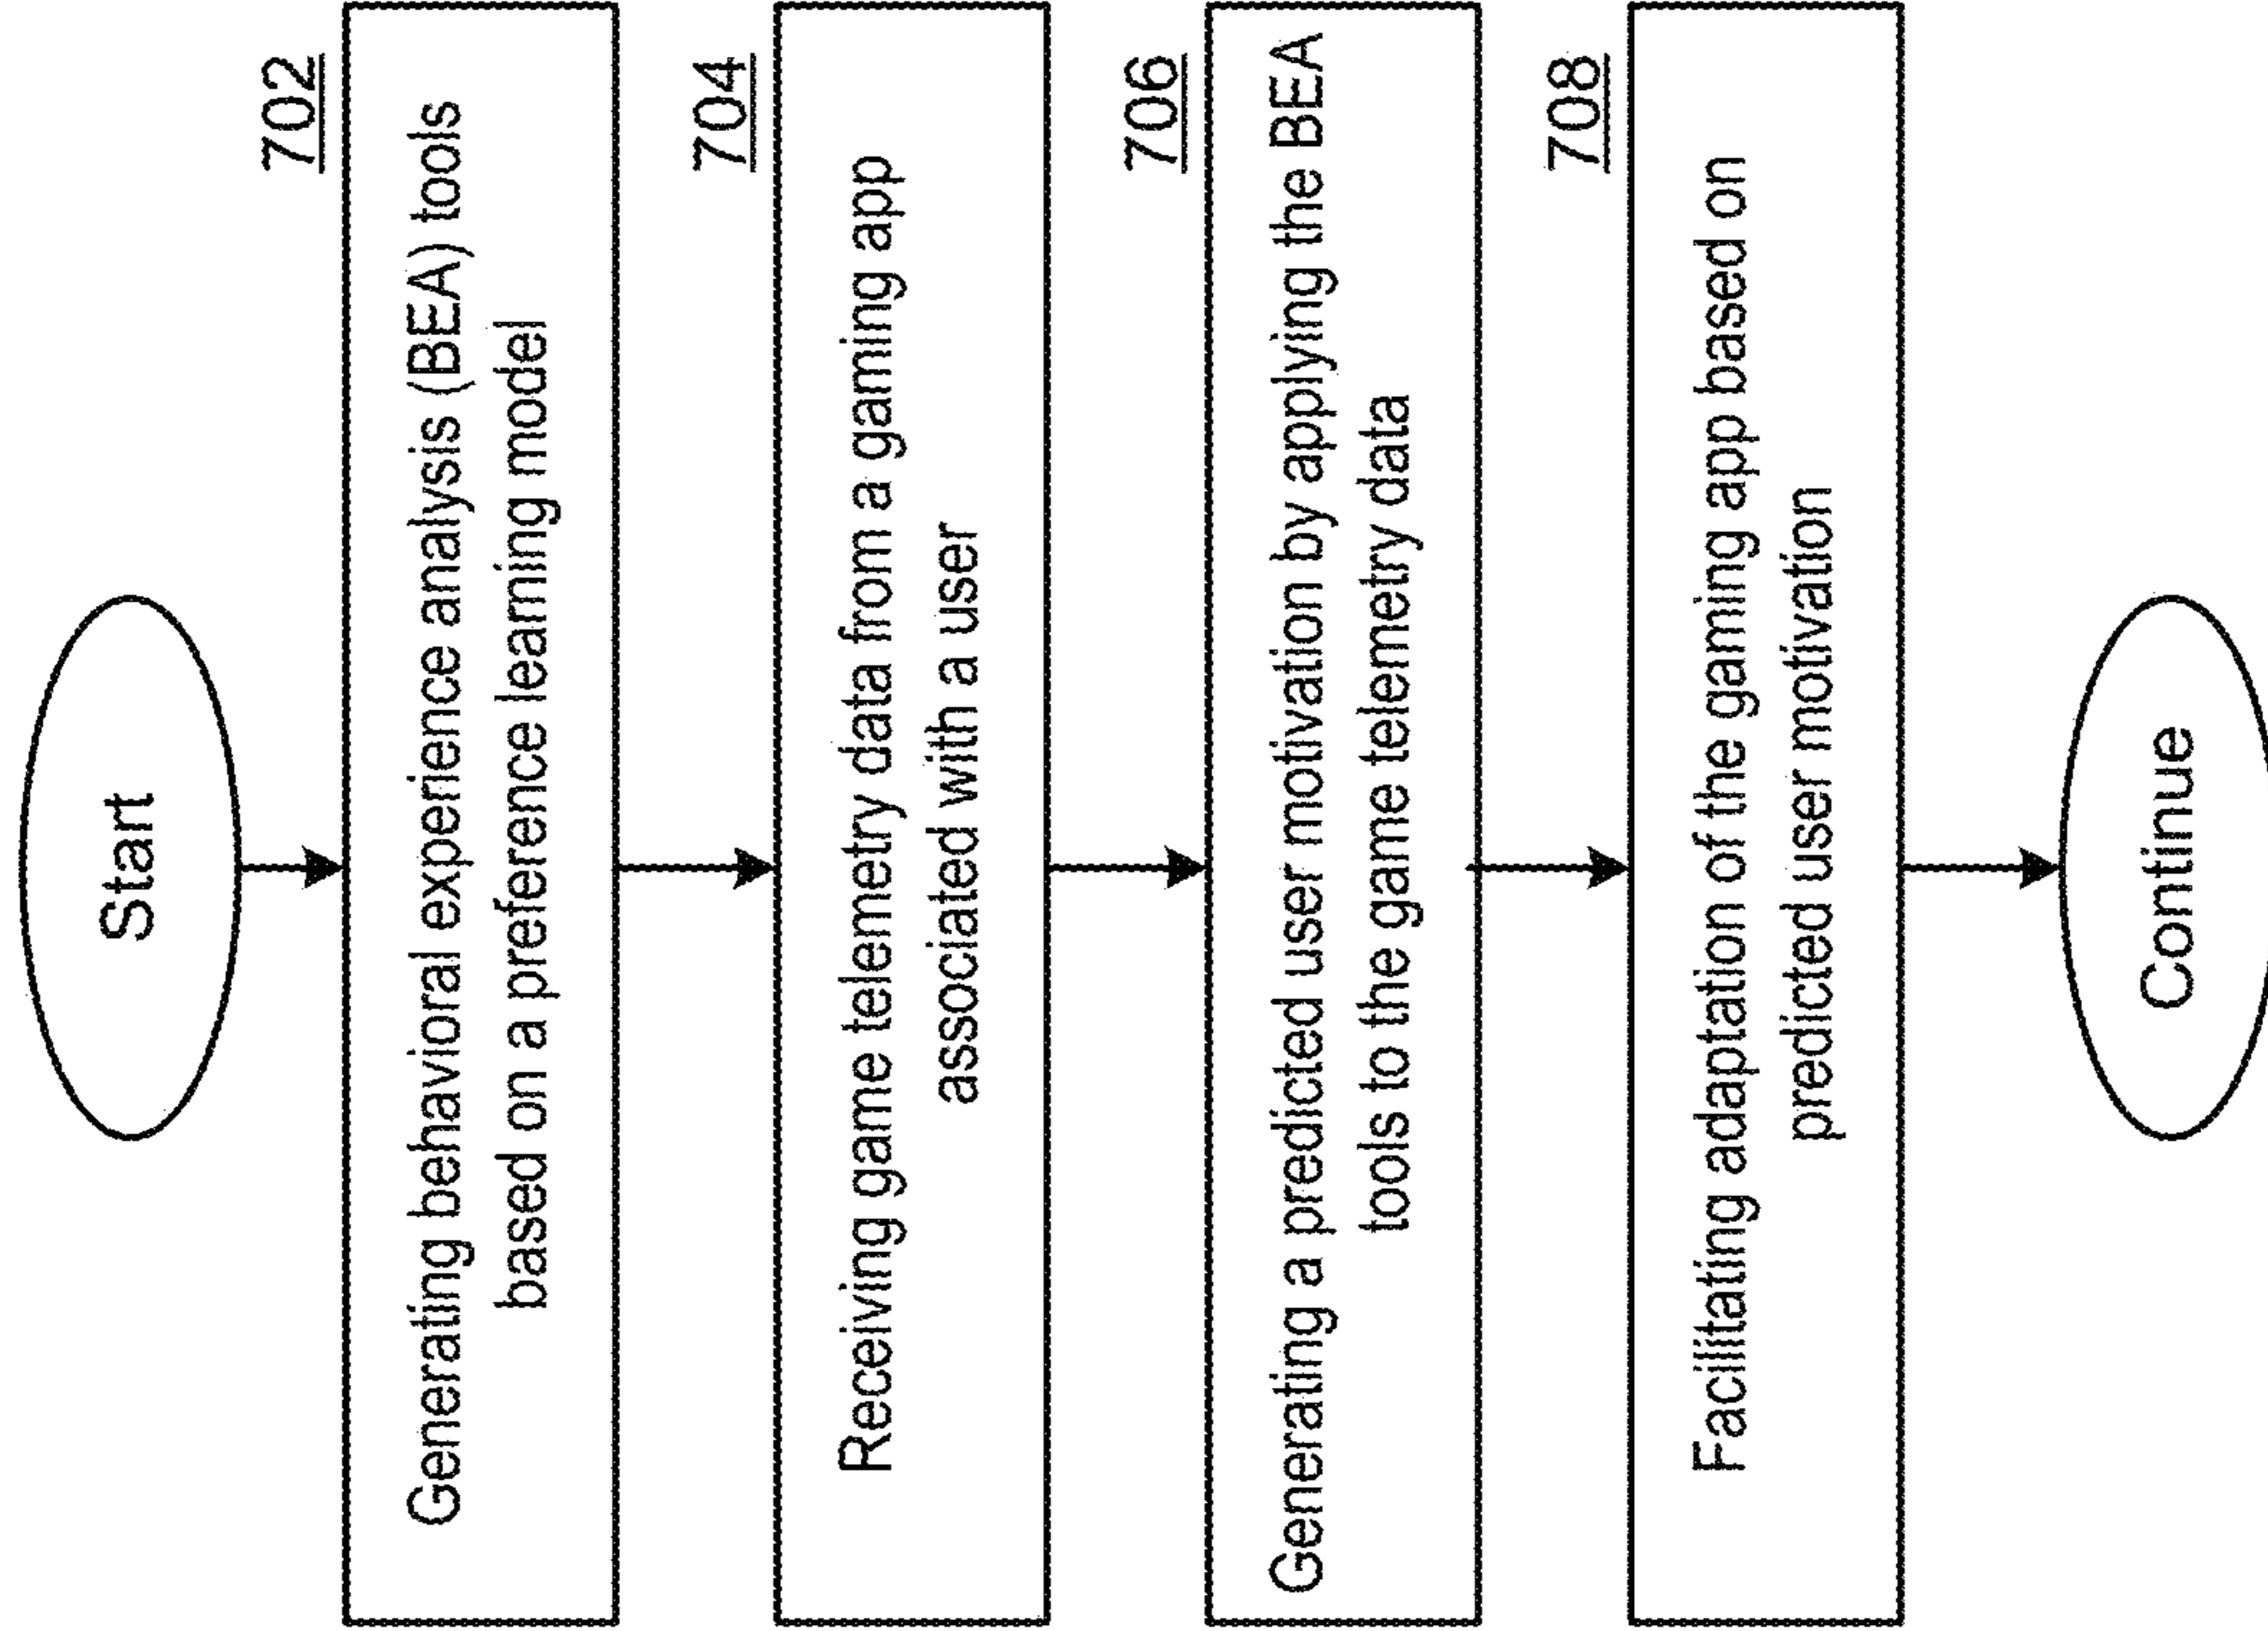 Start
702
Generating behavioral experience analysis (BEA) tools
based on a preference learning model
704
Receiving game telemetry data from a gaming app
associated with a user
706
Generating a predicted user motivation by applying the BEA
tools to the game telemetry data
708
Facilitating adaptation of the gaming app based on
predicted user motivation
Continue